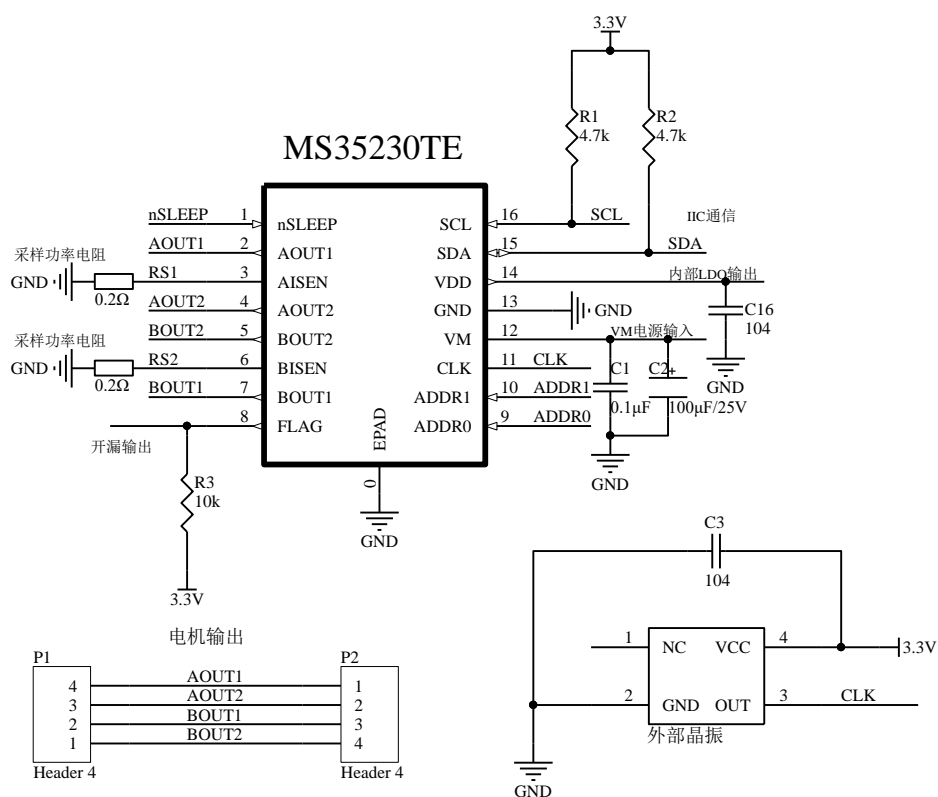 3.3V
R1
4.7k
R2
4.7k
MS35230TE
nSLEEP
1
nSLEEP
AOUT1
2
AOUT1
采样功率电阻
GND
0.2Ω
RS1
3
AISEN
AOUT2
4
AOUT2
BOUT2
5
BOUT2
采样功率电阻
GND
0.2Ω
RS2
6
BISEN
BOUT1
7
BOUT1
8
FLAG
开漏输出
R3
10k
3.3V
EPAD
0
GND
SCL
16
SCL
IIC通信
SDA
15
SDA
VDD
14
内部LDO输出
C16
104
GND
GND
13
GND
VM
12
VM电源输入
CLK
11
CLK
C1
0.1μF
C2
+
100μF/25V
GND
ADDR1
10
ADDR1
ADDR0
9
ADDR0
电机输出
P1
P2
4
AOUT1
1
3
AOUT2
2
2
BOUT1
3
1
BOUT2
4
Header 4
Header 4
C3
104
1
NC
VCC
4
3.3V
2
GND
OUT
3
CLK
外部晶振
GND